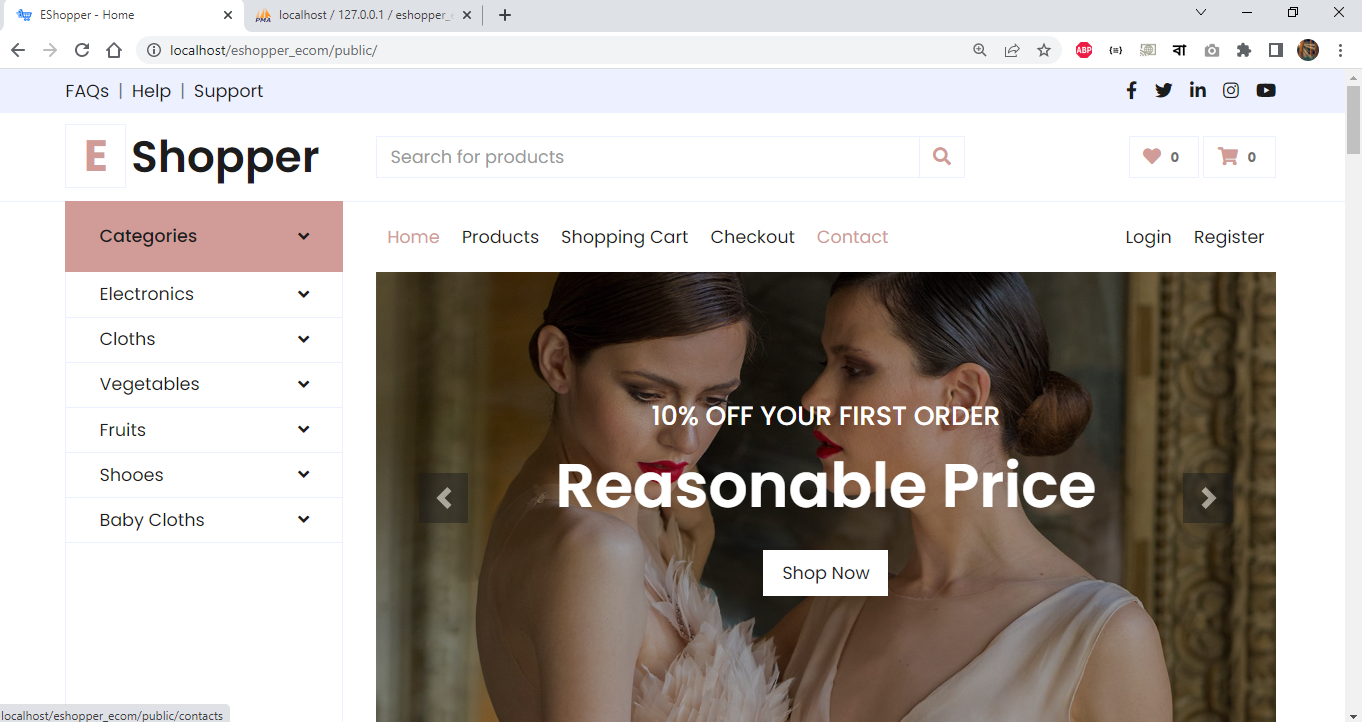 EShopper - Home
localhost / 127.0.0.1 / eshopper_
localhost/eshopper_ecom/public/
ABP
বা
FAQs | Help | Support
E Shopper
Search for products
0
0
Categories
Home Products Shopping Cart Checkout Contact
Login Register
Electronics
Cloths
Vegetables
Fruits
Shooes
Baby Cloths
10% OFF YOUR FIRST ORDER
Reasonable Price
Shop Now
localhost/eshopper_ecom/public/contacts